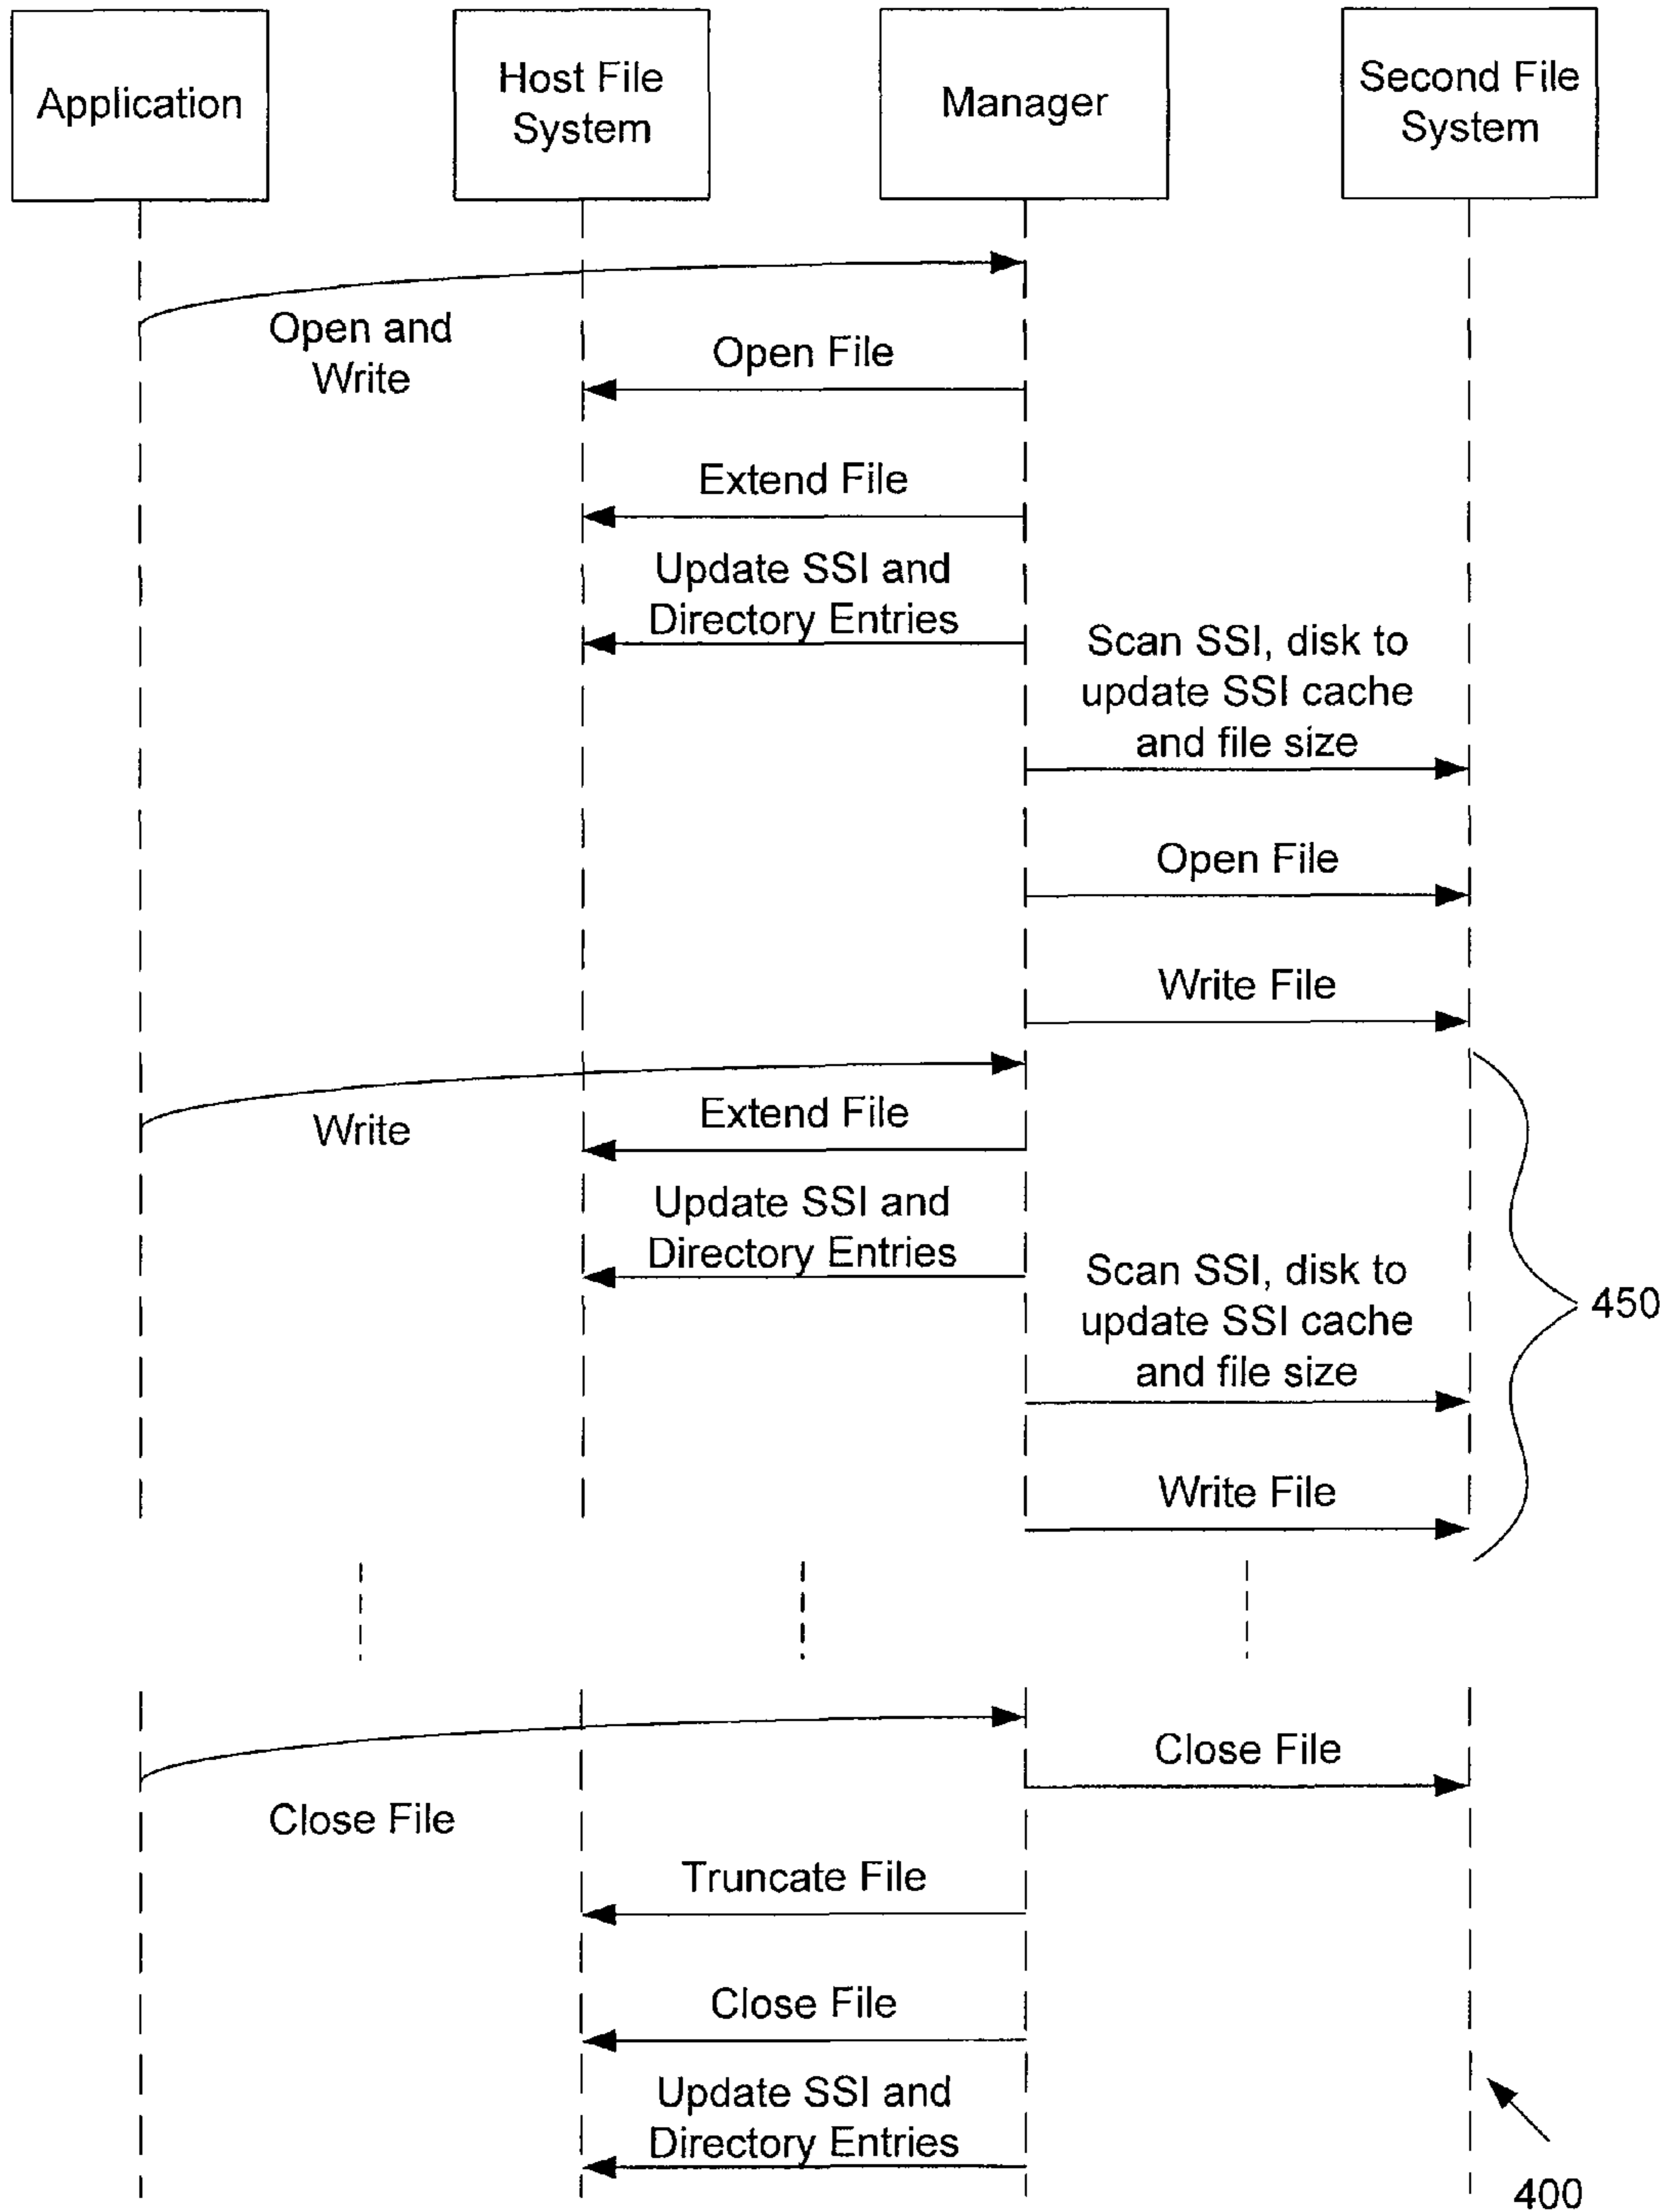 Application
Host File
System
Manager
Second File
System
Open and
Write
Open File
Extend File
Update SSI and
Directory Entries
Scan SSI, disk to
update SSI cache
and file size
Open File
Write File
Write
Extend File
Update SSI and
Directory Entries
Scan SSI, disk to
update SSI cache
and file size
450
Write File
Close File
Close File
Truncate File
Close File
Update SSI and
Directory Entries
400